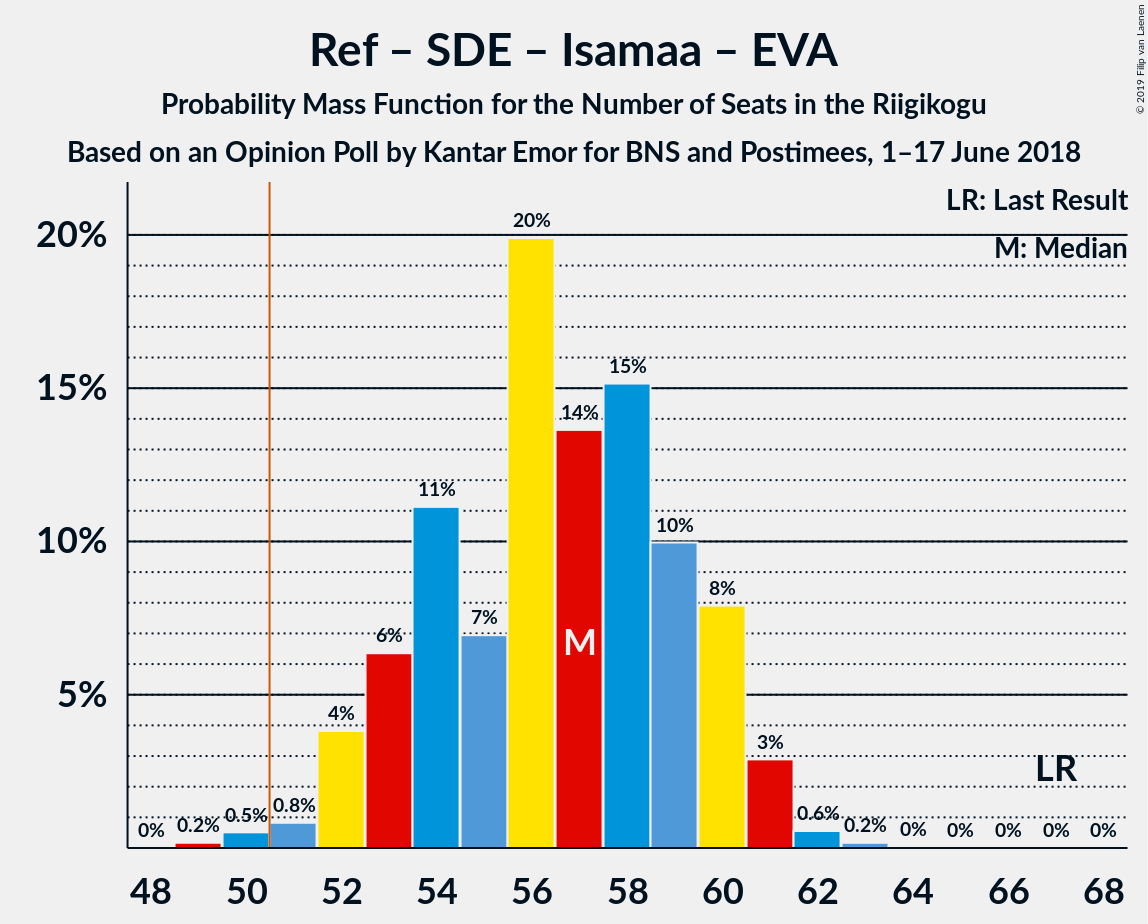 Ref – SDE – Isamaa – EVA
Probability Mass Function for the Number of Seats in the Riigikogu
Based on an Opinion Poll by Kantar Emor for BNS and Postimees, 1–17 June 2018
© 2019 Filip van Laenen
LR: Last Result
M: Median
20%
15%
10%
5%
0%
0.2%
0.5%
0.8%
4%
6%
11%
7%
20%
14%
15%
10%
8%
3%
0.6%
0.2%
0%
0%
0%
0%
0%
M
LR
48 50 52 54 56 58 60 62 64 66 68